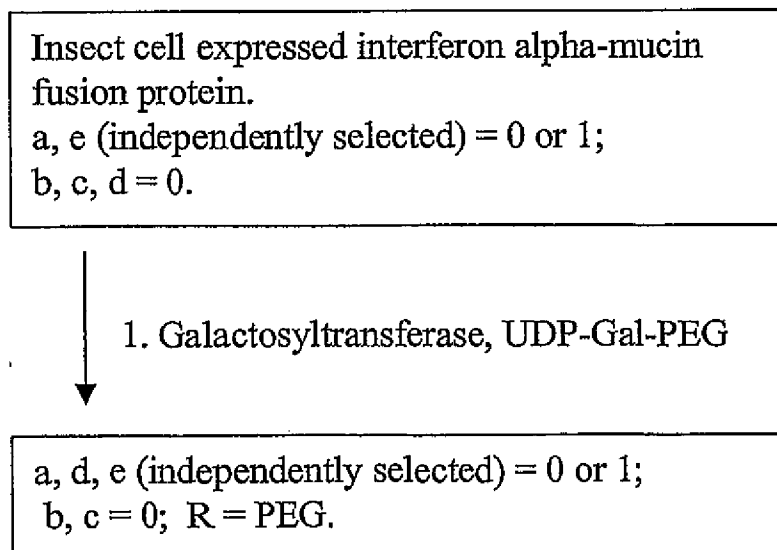 Insect cell expressed interferon alpha-mucin
fusion protein.
a, e (independently selected) = 0 or 1;
b, c, d = 0.
1. Galactosyltransferase, UDP-Gal-PEG
a, d, e (independently selected) = 0 or 1;
b, c = 0; R = PEG.